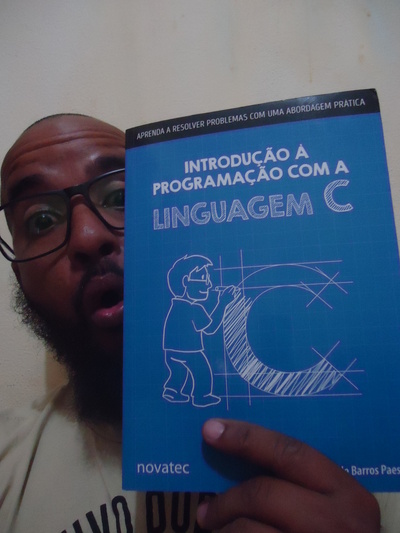 APRENDA A RESOLVER PROBLEMAS COM UMA ABORDAGEM PRÁTICA
INTRODUÇÃO À
PROGRAMAÇÃO COM A
LINGUAGEM C
C
novatec
Barros Paes